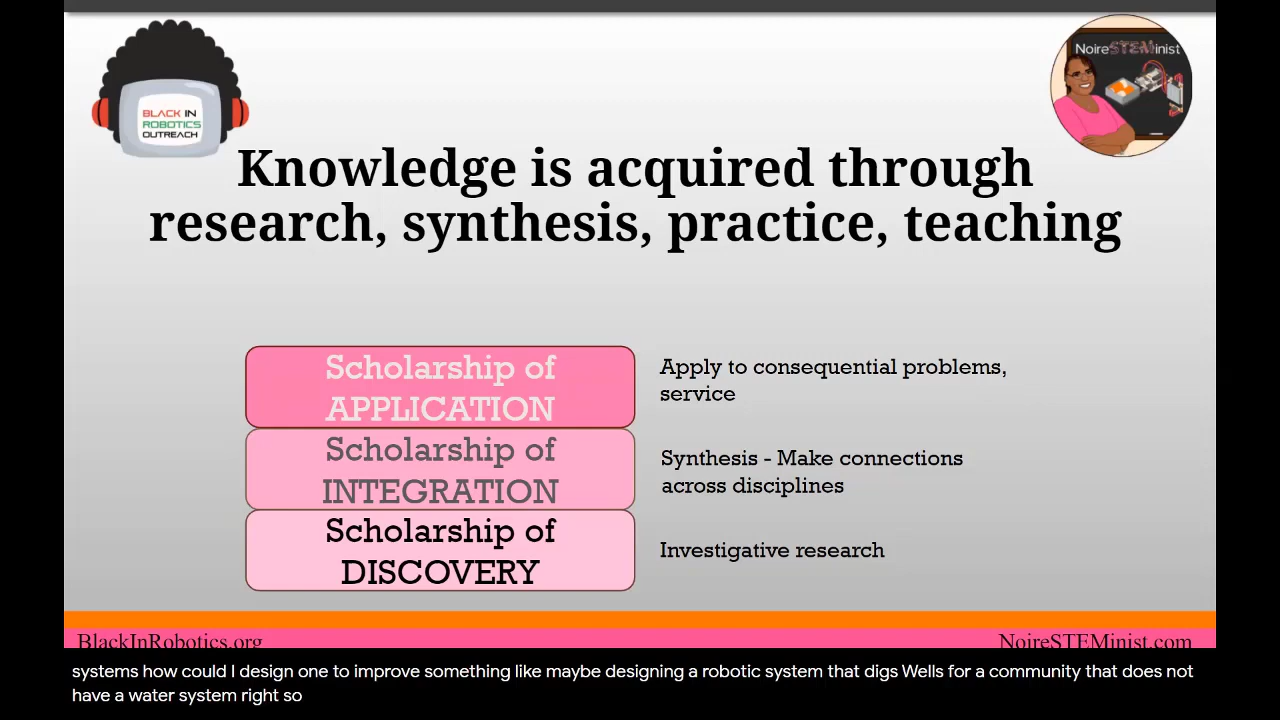 BLACK IN
ROBOTICS
OUTREACH
NoireSTEMinist
Knowledge is acquired through
research, synthesis, practice, teaching
Scholarship of
APPLICATION
Apply to consequential problems,
service
Scholarship of
INTEGRATION
Synthesis - Make connections
across disciplines
Scholarship of
DISCOVERY
Investigative research
BlackInRobotics.org
NoireSTEMinist.com
systems how could I design one to improve something like maybe designing a robotic system that digs Wells for a community that does not
have a water system right so